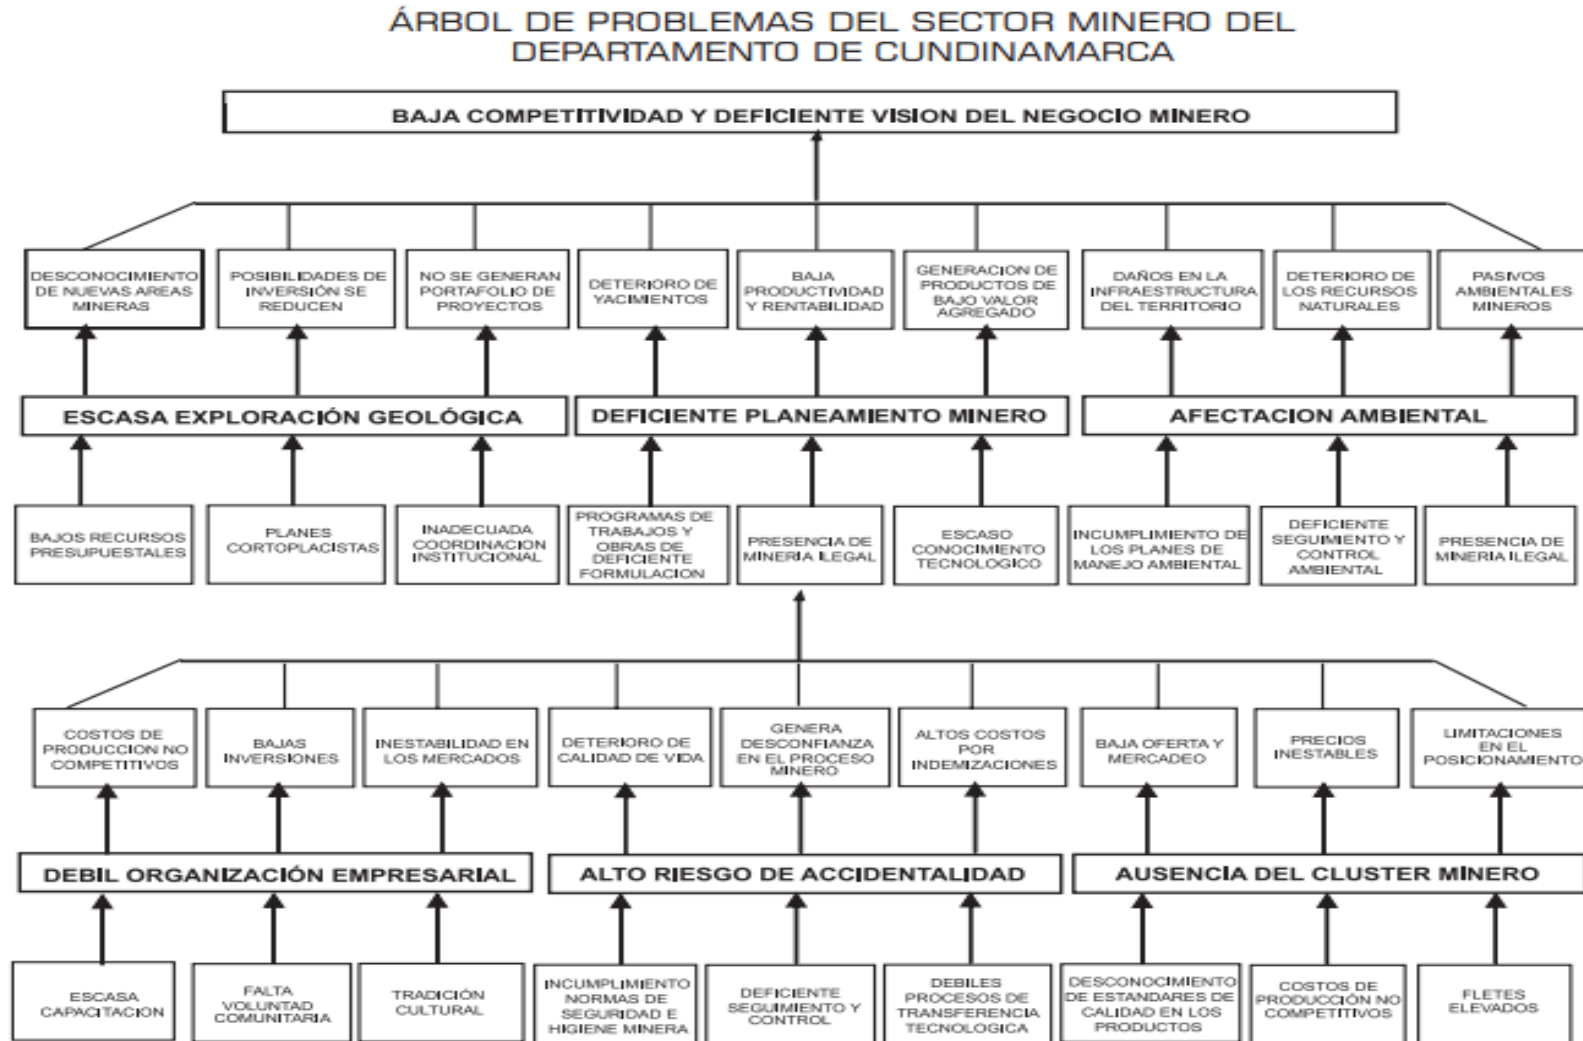 ÁRBOL DE PROBLEMAS DEL SECTOR MINERO DEL
DEPARTAMENTO DE CUNDINAMARCA
BAJA COMPETITIVIDAD Y DEFICIENTE VISION DEL NEGOCIO MINERO
DESCONOCIMIENTO
DE NUEVAS AREAS
MINERAS
POSIBILIDADES DE
INVERSIÓN SE
REDUCEN
NO SE GENERAN
PORTAFOLIO DE
PROYECTOS
DETERIORO DE
YACIMIENTOS
BAJA
PRODUCTIVIDAD
Y RENTABILIDAD
GENERACION DE
PRODUCTOS DE
BAJO VALOR
AGREGADO
DAÑOS EN LA
INFRAESTRUCTURA
DEL TERRITORIO
DETERIORO DE
LOS RECURSOS
NATURALES
PASIVOS
AMBIENTALES
MINEROS
ESCASA EXPLORACIÓN GEOLÓGICA
DEFICIENTE PLANEAMIENTO MINERO
AFECTACION AMBIENTAL
BAJOS RECURSOS
PRESUPUESTALES
PLANES
CORTOPLACISTAS
INADECUADA
COORDINACION
INSTITUCIONAL
PROGRAMAS DE
TRABAJOS Y
OBRAS DE
DEFICIENTE
FORMULACION
PRESENCIA DE
MINERIA ILEGAL
ESCASO
CONOCIMIENTO
TECNOLOGICO
INCUMPLIMIENTO DE
LOS PLANES DE
MANEJO AMBIENTAL
DEFICIENTE
SEGUIMIENTO Y
CONTROL
AMBIENTAL
PRESENCIA DE
MINERIA ILEGAL
COSTOS DE
PRODUCCION NO
COMPETITIVOS
BAJAS
INVERSIONES
INESTABILIDAD EN
LOS MERCADOS
DETERIORO DE
CALIDAD DE VIDA
GENERA
DESCONFIANZA
EN EL PROCESO
MINERO
ALTOS COSTOS
POR
INDEMIZACIONES
BAJA OFERTA Y
MERCADEO
PRECIOS
INESTABLES
LIMITACIONES
EN EL
POSICIONAMIENTO
DEBIL ORGANIZACIÓN EMPRESARIAL
ALTO RIESGO DE ACCIDENTALIDAD
AUSENCIA DEL CLUSTER MINERO
ESCASA
CAPACITACION
FALTA
VOLUNTAD
COMUNITARIA
TRADICIÓN
CULTURAL
INCUMPLIMIENTO
NORMAS DE
SEGURIDAD E
HIGIENE MINERA
DEFICIENTE
SEGUIMIENTO Y
CONTROL
DEBILES
PROCESOS DE
TRANSFERENCIA
TECNOLOGICA
DESCONOCIMIENTO
DE ESTANDARES DE
CALIDAD EN LOS
PRODUCTOS
COSTOS DE
PRODUCCIÓN NO
COMPETITIVOS
FLETES
ELEVADOS